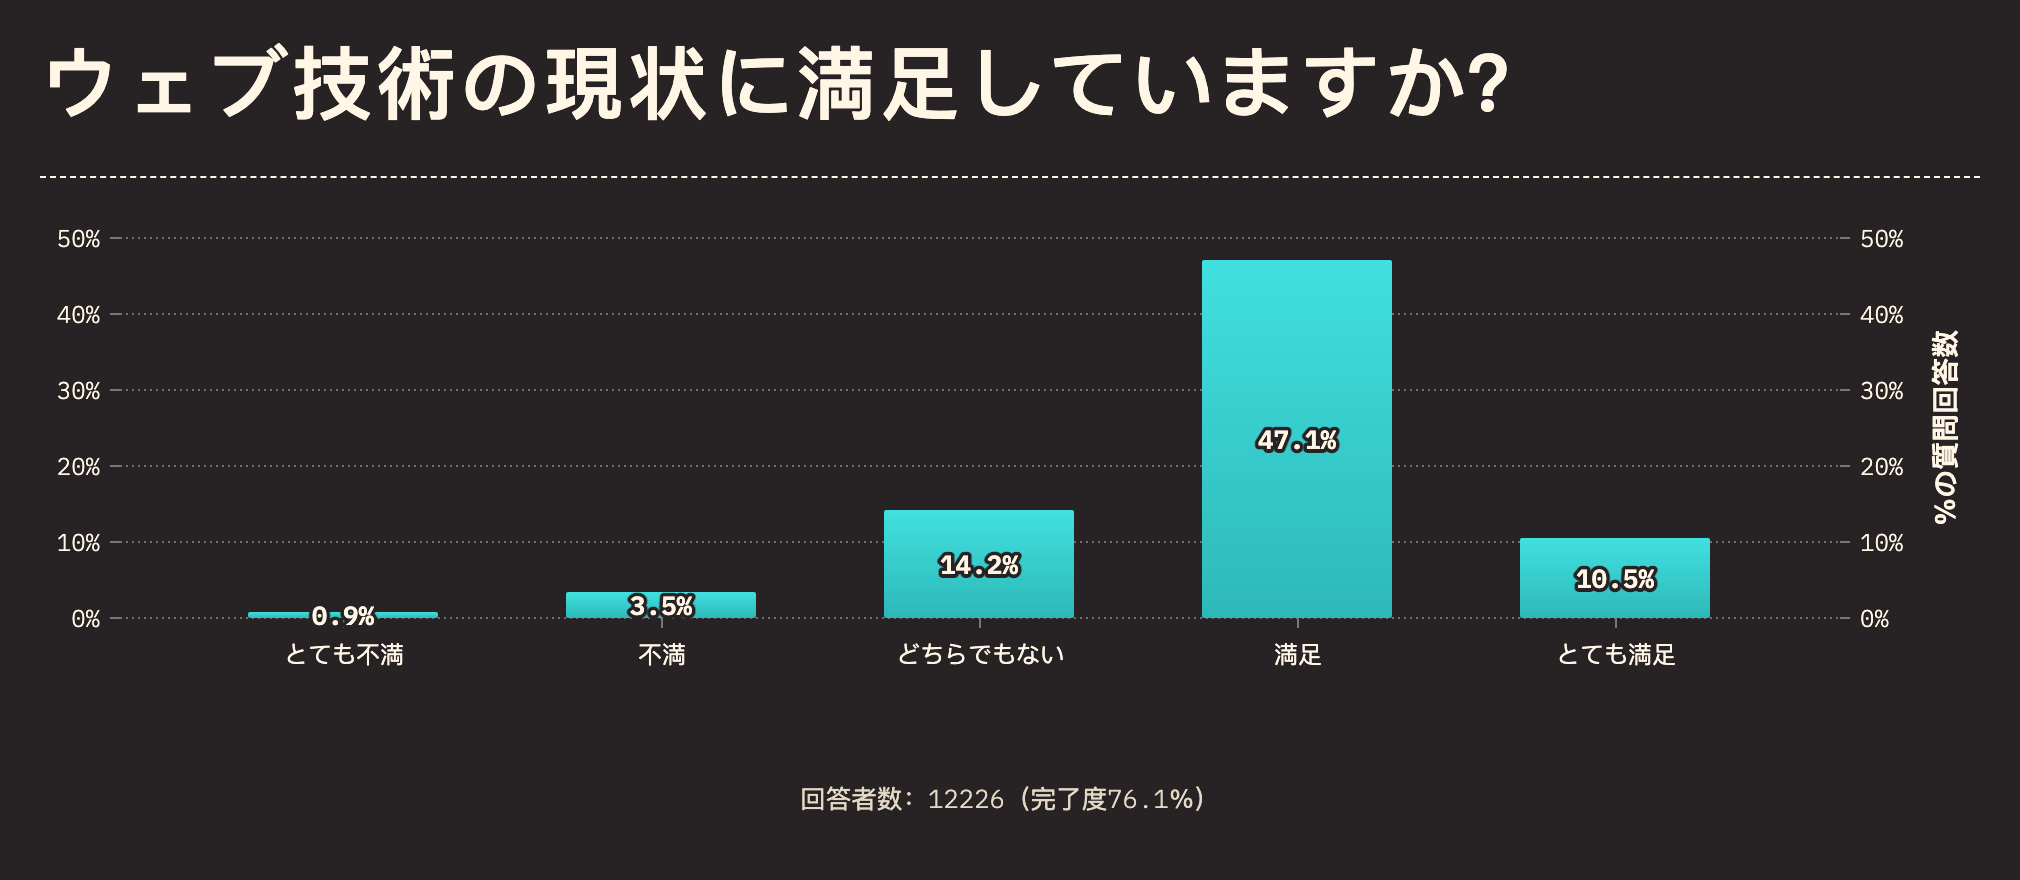 ウェブ技術の現状に満足していますか?
50% 50%
40% 40%
30% 30%
20% 20%
10% 10%
0% 0%
0.9% 3.5% 14.2% 47.1% 10.5%
とても不満 不満 どちらでもない 満足 とても満足
%の質問回答数
回答者数: 12226 (完了度76.1%)